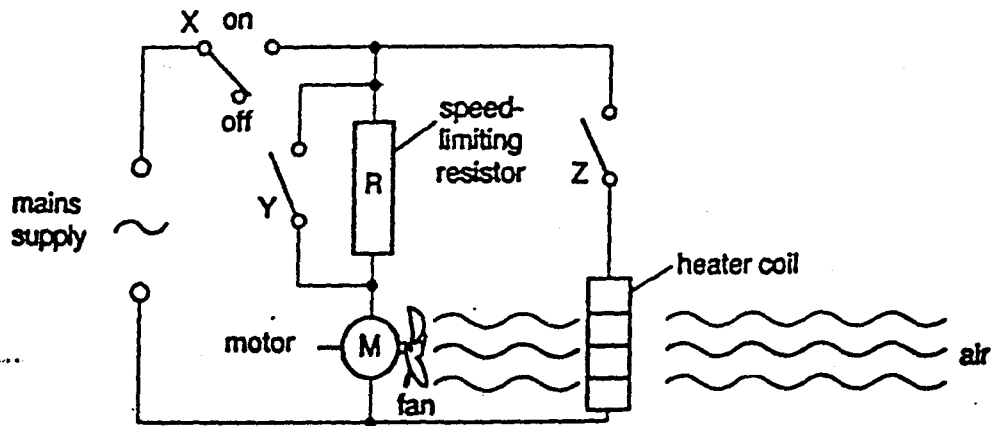 X on
off
speed-
limiting
resistor
R
Y
Z
mains
supply
heater coil
motor
M
fan
air